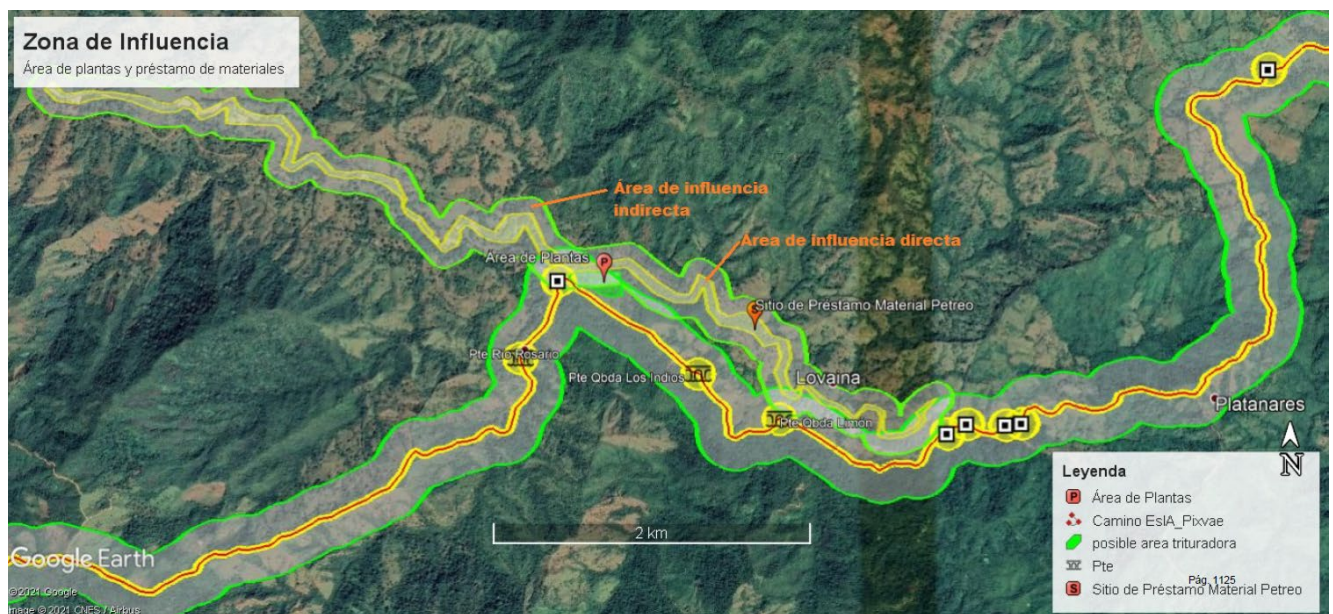 Zona de Influencia
Área de plantas y préstamo de materiales
Área de influencia
indirecta
Área de influencia directa
Area de Plantas
P
Sitio de Prestamo Material Petreo
S
Pte Rio Rosario
Pte Qbda Los Indios
Lovaina
Pte Qbda Limon
Platanares
N
2 km
Leyenda
P Área de Plantas
Camino EsIA_Pixvae
posible area trituradora
Pte
Pág. 1125
S Sitio de Préstamo Material Petreo
Google Earth
©2021 Google
Image © 2021 CNES / Airbus